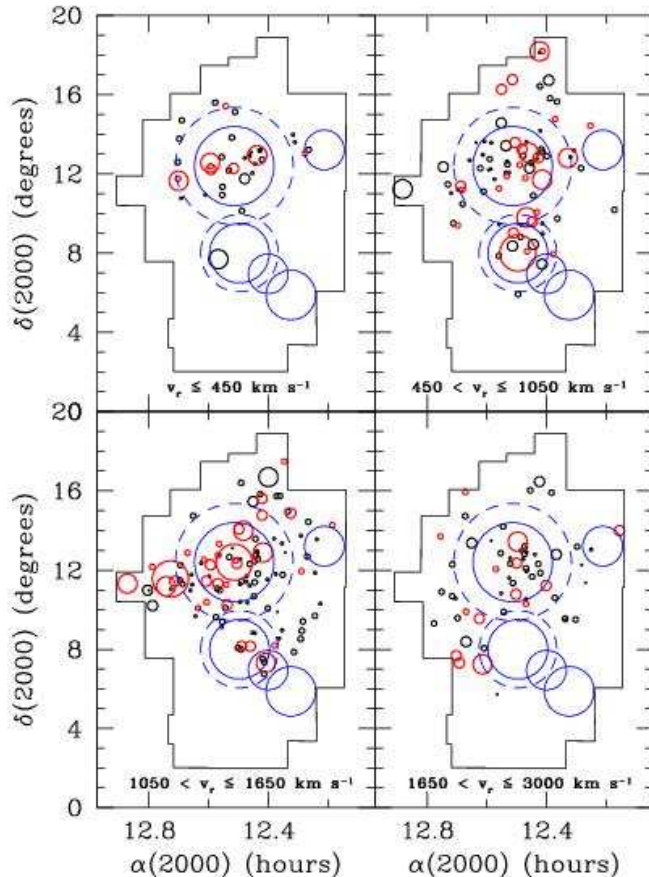 20
16
12
8
4
20
δ(2000) (degrees)
v_r ≤ 450 km s⁻¹
450 < v_r ≤ 1050 km s⁻¹
16
12
8
4
0
δ(2000) (degrees)
1050 < v_r ≤ 1650 km s⁻¹
1650 < v_r ≤ 3000 km s⁻¹
12.8 12.4 12.8 12.4
α(2000) (hours) α(2000) (hours)